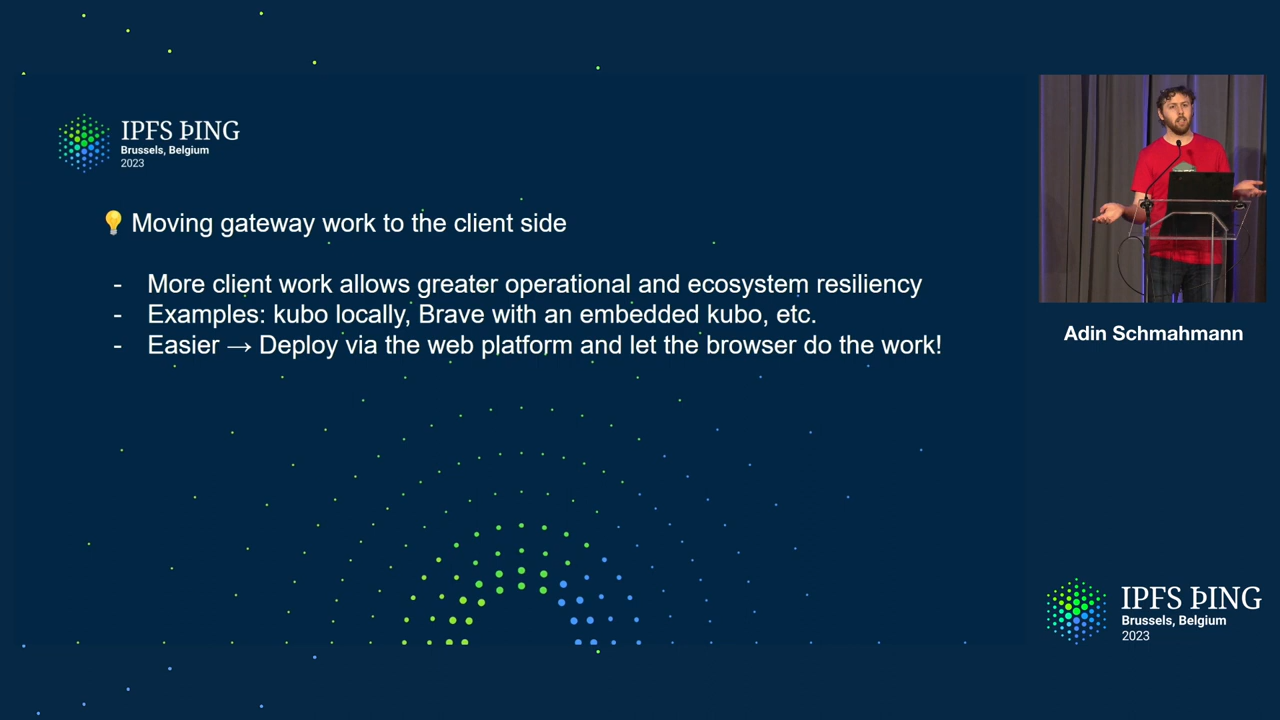 IPFS ÞING
Brussels, Belgium
2023
💡 Moving gateway work to the client side
- More client work allows greater operational and ecosystem resiliency
- Examples: kubo locally, Brave with an embedded kubo, etc.
- Easier → Deploy via the web platform and let the browser do the work!
Adin Schmahmann
IPFS ÞING
Brussels, Belgium
2023